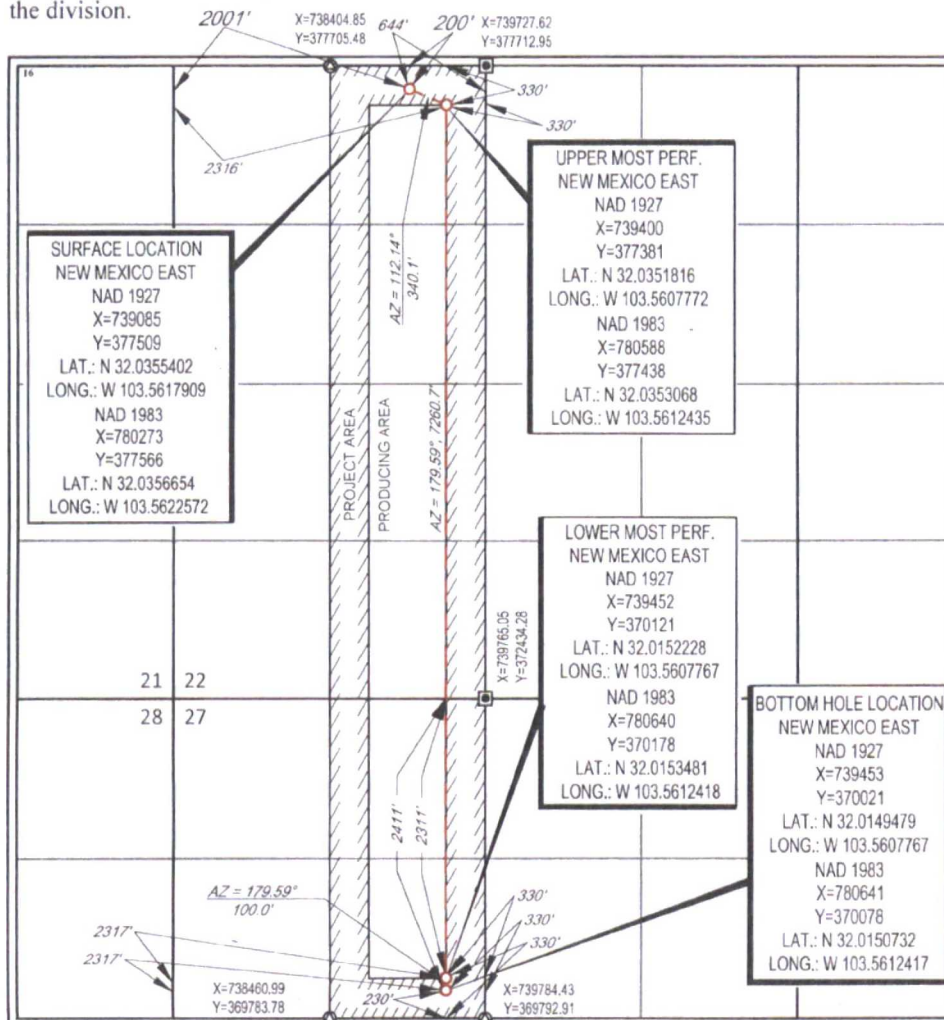 the division.
2001'
X=738404.85
Y=377705.48
644'
200'
X=739727.62
Y=377712.95
16
330'
330'
2316'
UPPER MOST PERF.
NEW MEXICO EAST
NAD 1927
X=739400
Y=377381
LAT.: N 32.0351816
LONG.: W 103.5607772
NAD 1983
X=780588
Y=377438
LAT.: N 32.0353068
LONG.: W 103.5612435
SURFACE LOCATION
NEW MEXICO EAST
NAD 1927
X=739085
Y=377509
LAT.: N 32.0355402
LONG.: W 103.5617909
NAD 1983
X=780273
Y=377566
LAT.: N 32.0356654
LONG.: W 103.5622572
AZ = 112.14°
340.1'
PROJECT AREA
PRODUCING AREA
AZ = 179.59°, 7260.7'
LOWER MOST PERF.
NEW MEXICO EAST
NAD 1927
X=739452
Y=370121
LAT.: N 32.0152228
LONG.: W 103.5607767
NAD 1983
X=780640
Y=370178
LAT.: N 32.0153481
LONG.: W 103.5612418
X=739765.05
Y=372434.28
21 22
28 27
BOTTOM HOLE LOCATION
NEW MEXICO EAST
NAD 1927
X=739453
Y=370021
LAT.: N 32.0149479
LONG.: W 103.5607767
NAD 1983
X=780641
Y=370078
LAT.: N 32.0150732
LONG.: W 103.5612417
2411'
2311'
AZ = 179.59°
100.0'
330'
330'
330'
2317'
2317'
230'
X=738460.99
Y=369783.78
X=739784.43
Y=369792.91